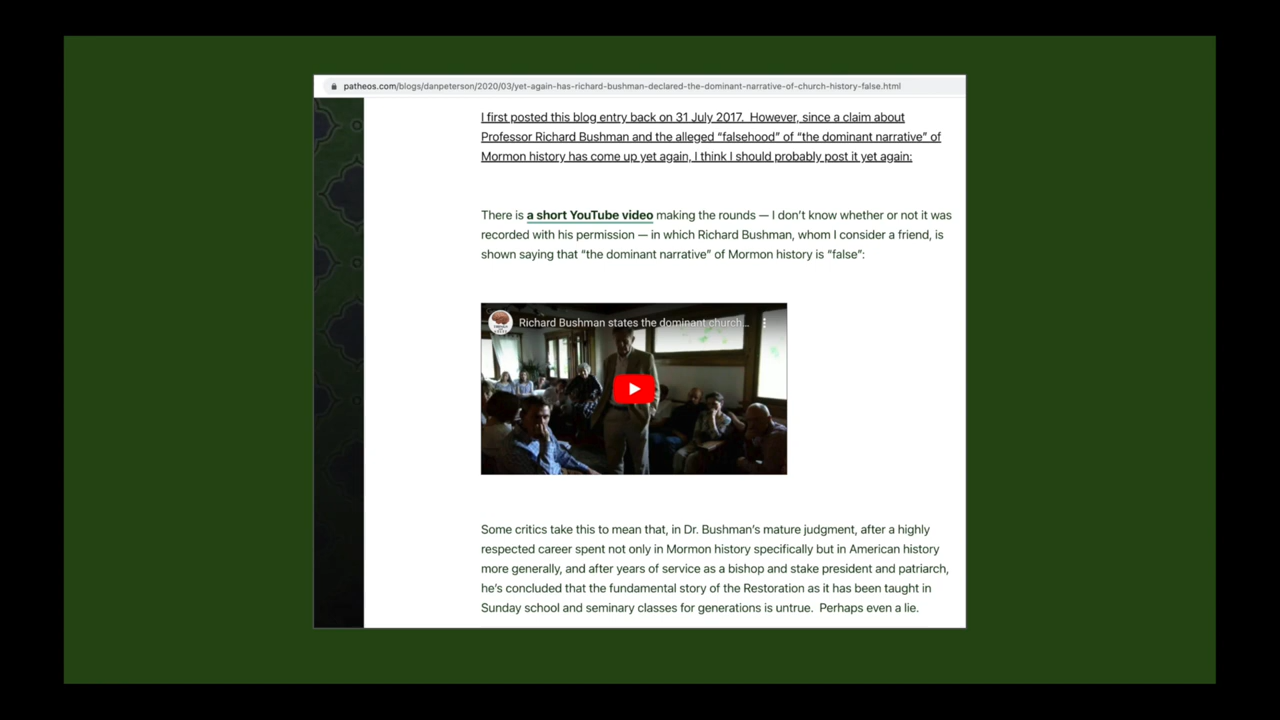 patheos.com/blogs/danpeterson/2020/03/yet-again-has-richard-bushman-declared-the-dominant-narrative-of-church-history-false.html
I first posted this blog entry back on 31 July 2017.  However, since a claim about
Professor Richard Bushman and the alleged “falsehood” of “the dominant narrative” of
Mormon history has come up yet again, I think I should probably post it yet again:
There is a short YouTube video making the rounds — I don’t know whether or not it was
recorded with his permission — in which Richard Bushman, whom I consider a friend, is
shown saying that “the dominant narrative” of Mormon history is “false”:
Richard Bushman states the dominant church...
Some critics take this to mean that, in Dr. Bushman’s mature judgment, after a highly
respected career spent not only in Mormon history specifically but in American history
more generally, and after years of service as a bishop and stake president and patriarch,
he’s concluded that the fundamental story of the Restoration as it has been taught in
Sunday school and seminary classes for generations is untrue.  Perhaps even a lie.